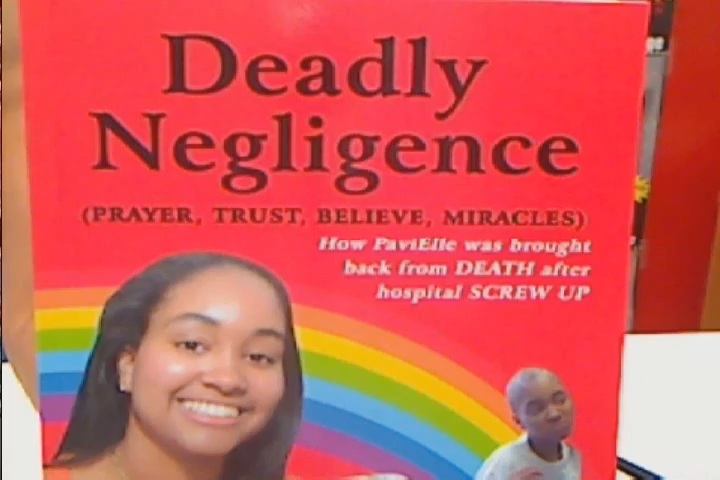 Deadly
Negligence
(PRAYER, TRUST, BELIEVE, MIRACLES)
How PaviElle was brought
back from DEATH after
hospital SCREW UP